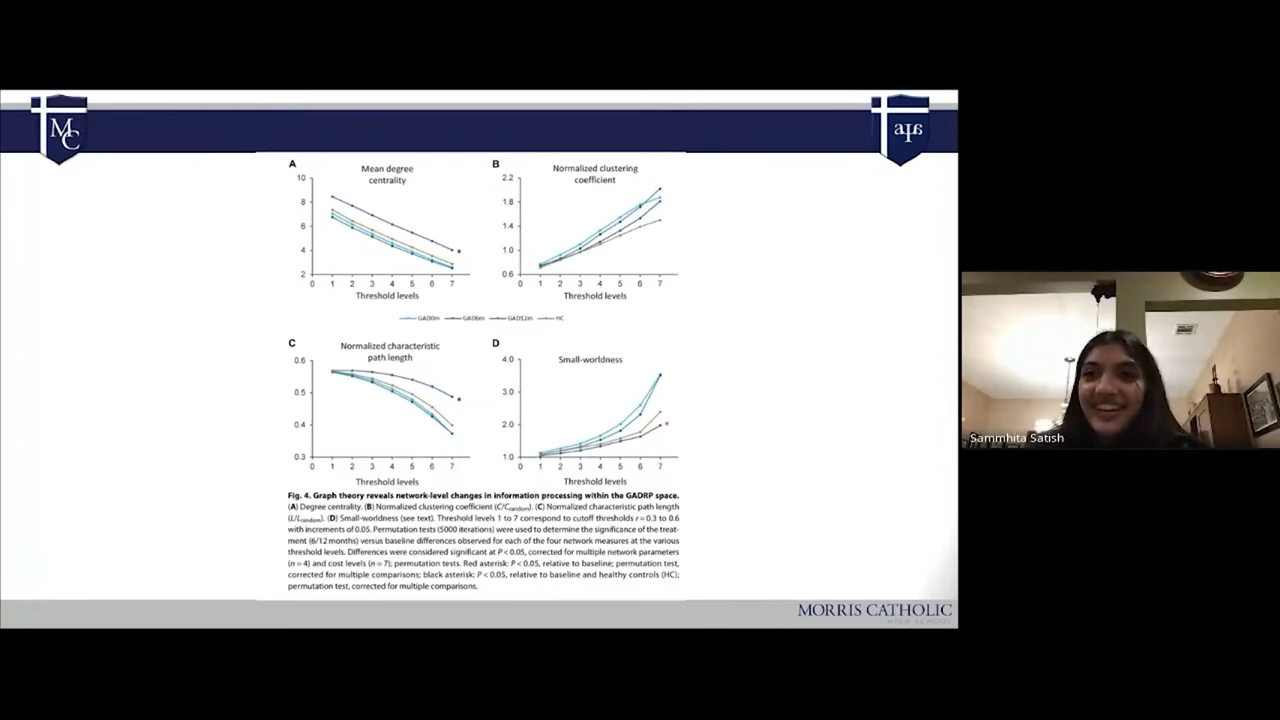 MC
A
Mean degree
centrality
10
8
6
4
2
0 1 2 3 4 5 6 7
Threshold levels
*
B
Normalized clustering
coefficient
2.2
1.8
1.4
1.0
0.6
0 1 2 3 4 5 6 7
Threshold levels
GAD0m GAD6m GAD12m HC
C
Normalized characteristic
path length
0.6
0.5
0.4
0.3
0 1 2 3 4 5 6 7
Threshold levels
*
D
Small-worldness
4.0
3.0
2.0
1.0
0 1 2 3 4 5 6 7
Threshold levels
*
Fig. 4. Graph theory reveals network-level changes in information processing within the GADRP space.
(A) Degree centrality. (B) Normalized clustering coefficient (C/Crandom). (C) Normalized characteristic path length
(L/Lrandom). (D) Small-worldness (see text). Threshold levels 1 to 7 correspond to cutoff thresholds r = 0.3 to 0.6
with increments of 0.05. Permutation tests (5000 iterations) were used to determine the significance of the treat-
ment (6/12 months) versus baseline differences observed for each of the four network measures at the various
threshold levels. Differences were considered significant at P < 0.05, corrected for multiple network parameters
(n = 4) and cost levels (n = 7); permutation tests. Red asterisk: P < 0.05, relative to baseline; permutation test,
corrected for multiple comparisons; black asterisk: P < 0.05, relative to baseline and healthy controls (HC);
permutation test, corrected for multiple comparisons.
MORRIS CATHOLIC
HIGH SCHOOL
Sammhita Satish